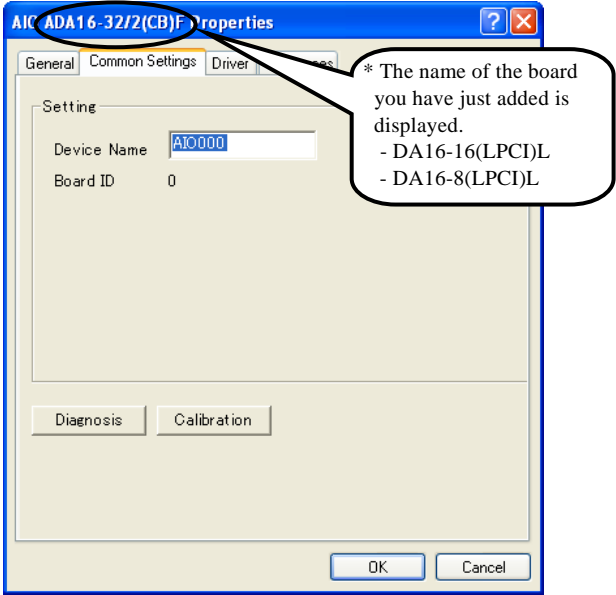 AIO ADA16-32/2(CB)F Properties
General Common Settings Driver
* The name of the board
you have just added is
displayed.
- DA16-16(LPCI)L
- DA16-8(LPCI)L
Setting
Device Name AIO000
Board ID 0
Diagnosis Calibration
OK Cancel